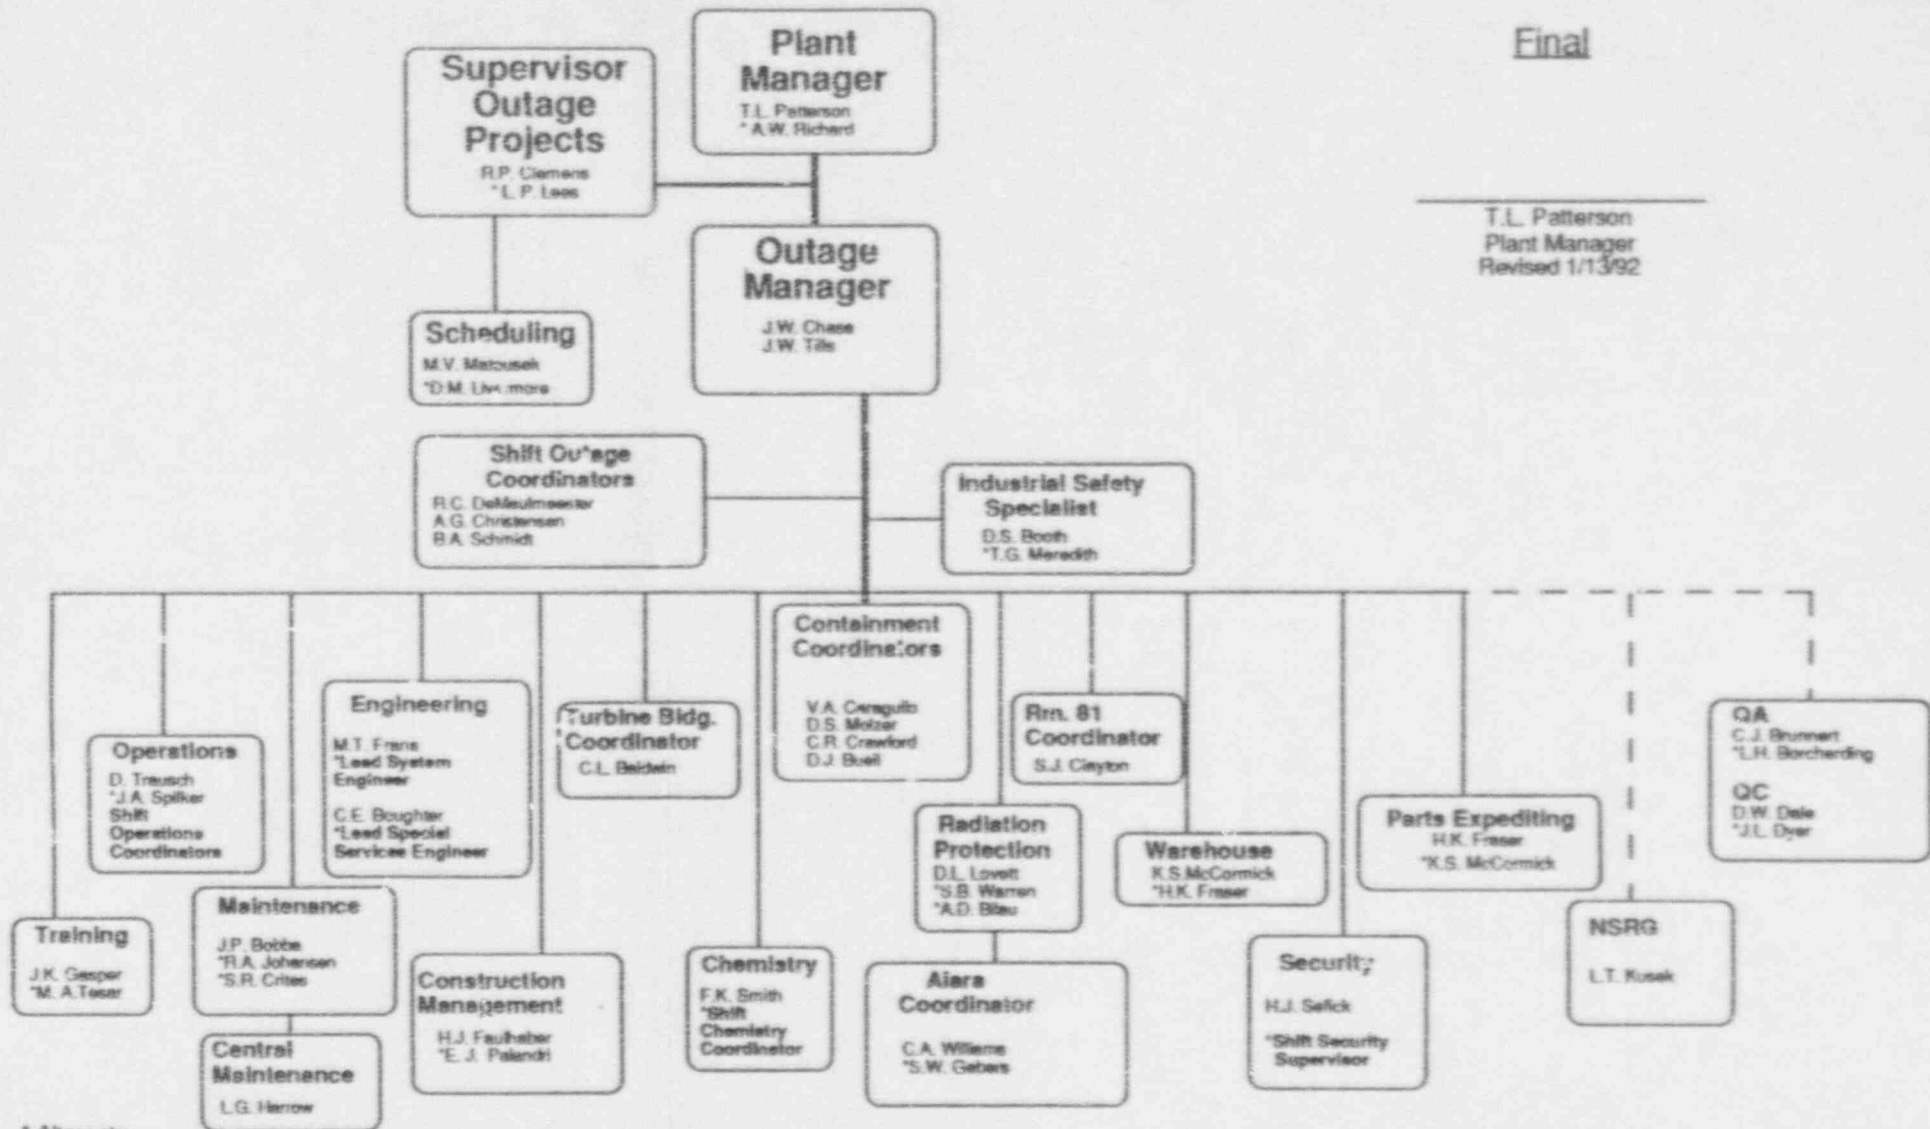 Final
Plant
Manager
T.L. Patterson
* A.W. Richard
Supervisor
Outage
Projects
R.P. Clemens
*L. P. Lees
T.L. Patterson
Plant Manager
Revised 1/13/92
Outage
Manager
J.W. Chase
J.W. Tills
Scheduling
M.V. Matousek
*D.M.
Shift Outage
Coordinators
R.C. DeMeulmeester
A.G. Christensen
B.A. Schmidt
Industrial Safety
Specialist
D.S. Booth
*T.G. Meredith
Containment
Coordinators
V.A.
D.S. Molzer
C.R. Crawford
D.J. Buell
Engineering
M.T. Frans
*Lead System
Engineer
C.E. Boughter
*Lead Special
Services Engineer
Turbine Bldg.
Coordinator
C.L. Baldwin
Rm. 81
Coordinator
S.J. Clayton
QA
C.J. Brunnert
*L.H. Borcherding
QC
D.W. Dale
*J.L. Dyer
Operations
D. Trausch
*J.A. Spilker
Shift
Operations
Coordinators
Radiation
Protection
D.L. Lovett
*S.B. Warren
*A.D. Bilau
Warehouse
K.S.McCormick
*H.K. Fraser
Parts Expediting
H.K. Fraser
*K.S. McCormick
Maintenance
J.P. Bobba
*R.A. Johansen
*S.R. Crites
NSRG
L.T. Kusek
Training
J.K. Gasper
*M. A.Tesar
Construction
Management
H.J. Faulhaber
*E. J. Palandri
Chemistry
F.K. Smith
*Shift
Chemistry
Coordinator
Alara
Coordinator
C.A. Williams
*S.W. Gebers
Security
H.J. Sefick
*Shift Security
Supervisor
Central
Maintenance
L.G. Harrow